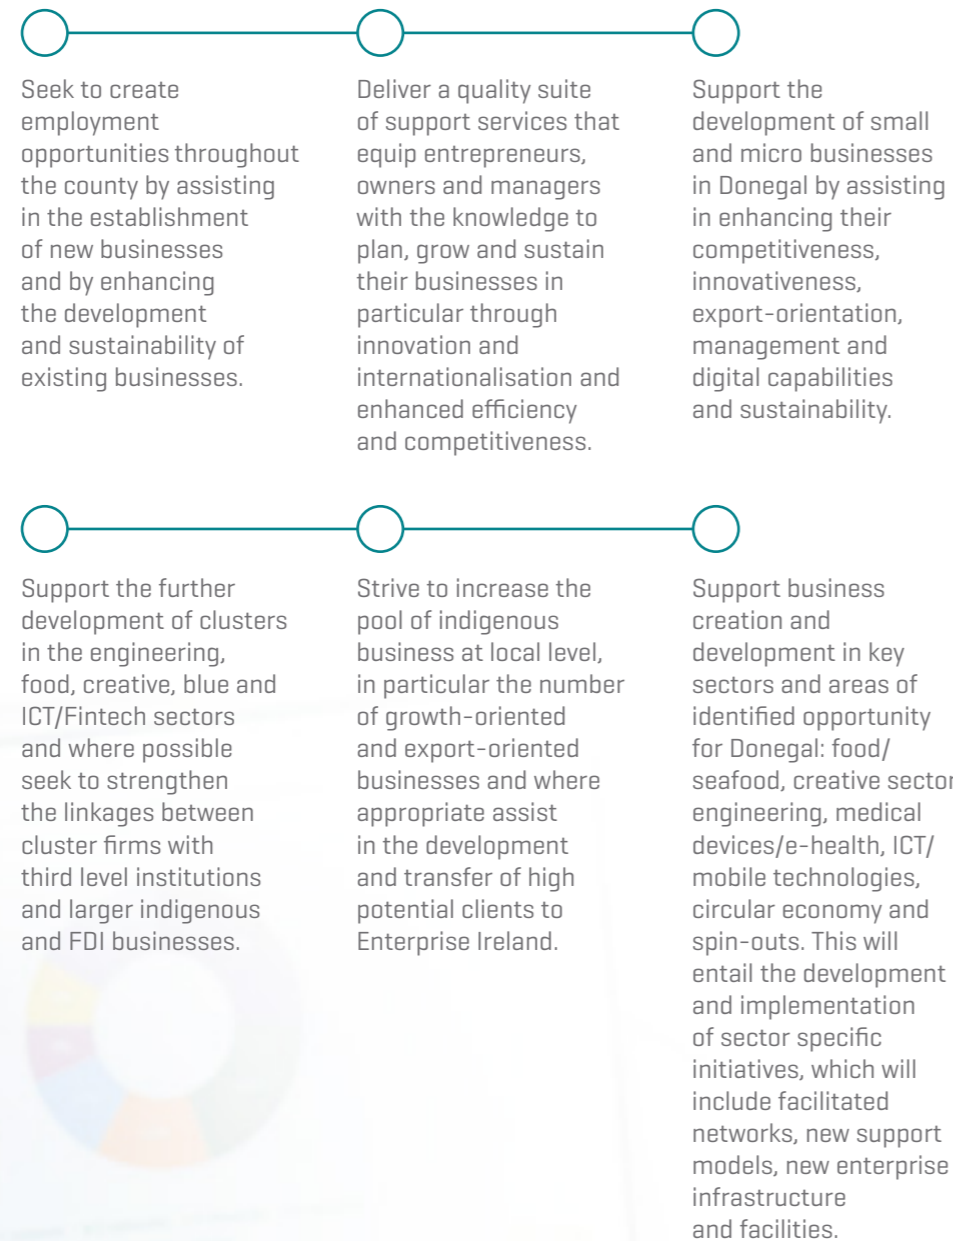 Seek to create
employment
opportunities throughout
the county by assisting
in the establishment
of new businesses
and by enhancing
the development
and sustainability of
existing businesses.
Deliver a quality suite
of support services that
equip entrepreneurs,
owners and managers
with the knowledge to
plan, grow and sustain
their businesses in
particular through
innovation and
internationalisation and
enhanced efficiency
and competitiveness.
Support the
development of small
and micro businesses
in Donegal by assisting
in enhancing their
competitiveness,
innovativeness,
export-orientation,
management and
digital capabilities
and sustainability.
Support the further
development of clusters
in the engineering,
food, creative, blue and
ICT/Fintech sectors
and where possible
seek to strengthen
the linkages between
cluster firms with
third level institutions
and larger indigenous
and FDI businesses.
Strive to increase the
pool of indigenous
business at local level,
in particular the number
of growth-oriented
and export-oriented
businesses and where
appropriate assist
in the development
and transfer of high
potential clients to
Enterprise Ireland.
Support business
creation and
development in key
sectors and areas of
identified opportunity
for Donegal: food/
seafood, creative sector
engineering, medical
devices/e-health, ICT/
mobile technologies,
circular economy and
spin-outs. This will
entail the development
and implementation
of sector specific
initiatives, which will
include facilitated
networks, new support
models, new enterprise
infrastructure
and facilities.